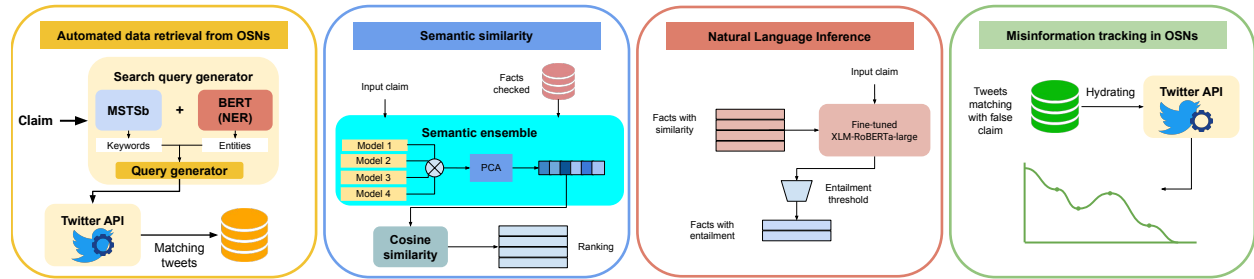 Automated data retrieval from OSNs
Search query generator
Claim
MSTSb
+
BERT
(NER)
Keywords
Entities
Query generator
Twitter API
Matching
tweets
Semantic similarity
Input claim
Facts
checked
Semantic ensemble
Model 1
Model 2
Model 3
Model 4
PCA
Cosine
similarity
Ranking
Natural Language Inference
Input claim
Facts with
similarity
Fine-tuned
XLM-RoBERTa-large
Entailment
threshold
Facts with
entailment
Misinformation tracking in OSNs
Tweets
matching
with false
claim
Hydrating
Twitter API